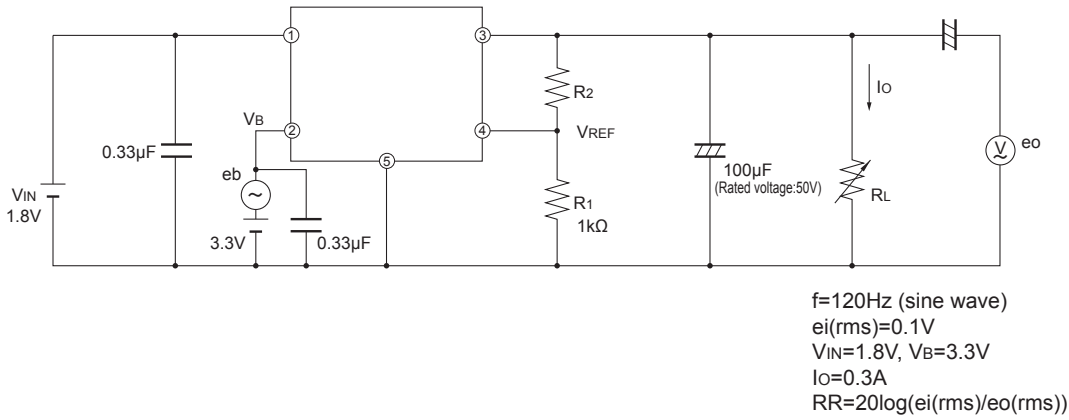 ①
③
IO
R2
VB
②
④
VREF
0.33µF
⑤
eb
~
V
~
eo
100µF
(Rated voltage:50V)
VIN
1.8V
R1
1kΩ
RL
3.3V
0.33µF
f=120Hz (sine wave)
ei(rms)=0.1V
VIN=1.8V, VB=3.3V
IO=0.3A
RR=20log(ei(rms)/eo(rms))